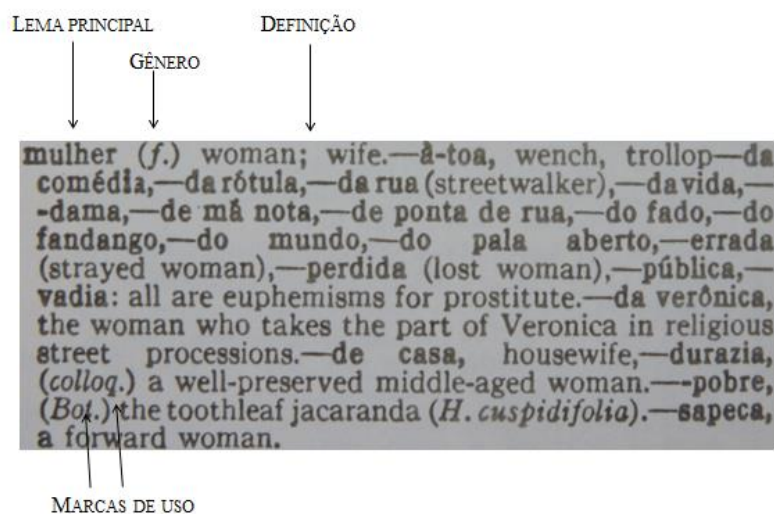 LEMA PRINCIPAL DEFINIÇÃO
GÊNERO
mulher (f.) woman; wife.—à-toa, wench, trollop—da
comédia,—da rótula,—da rua (streetwalker),—da vida,—
-dama,—de má nota,—de ponta de rua,—do fado,—do
fandango,—do mundo,—do pala aberto,—errada
(strayed woman),—perdida (lost woman),—pública,—
vadia: all are euphemisms for prostitute.—da verônica,
the woman who takes the part of Veronica in religious
street processions.—de casa, housewife,—durazia,
(colloq.) a well-preserved middle-aged woman.—-pobre,
(Bot.) the toothleaf jacaranda (H. cuspidifolia).—sapeca,
a forward woman.
MARCAS DE USO